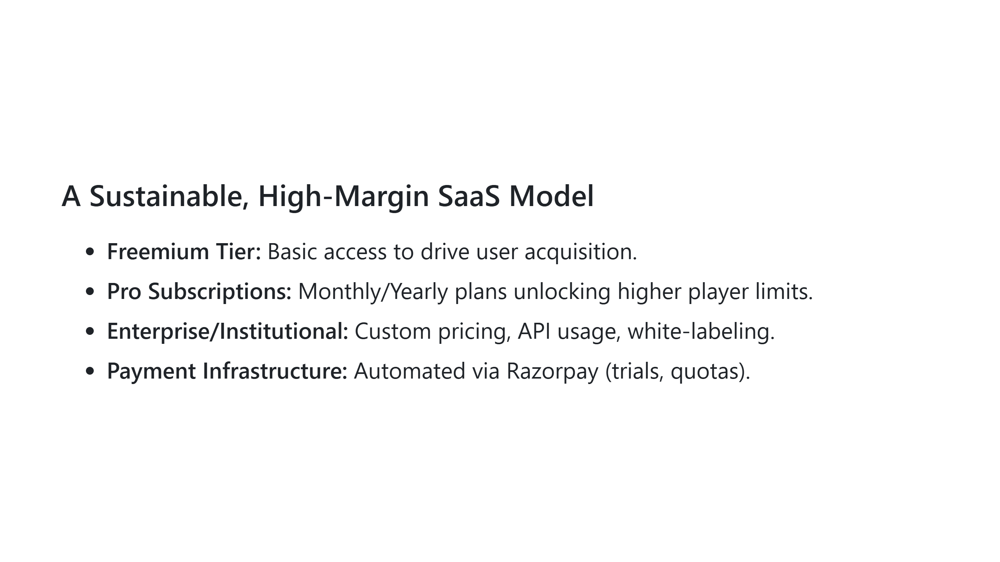 A Sustainable, High-Margin SaaS Model
• Freemium Tier: Basic access to drive user acquisition.
• Pro Subscriptions: Monthly/Yearly plans unlocking higher player limits.
• Enterprise/Institutional: Custom pricing, API usage, white-labeling.
• Payment Infrastructure: Automated via Razorpay (trials, quotas).